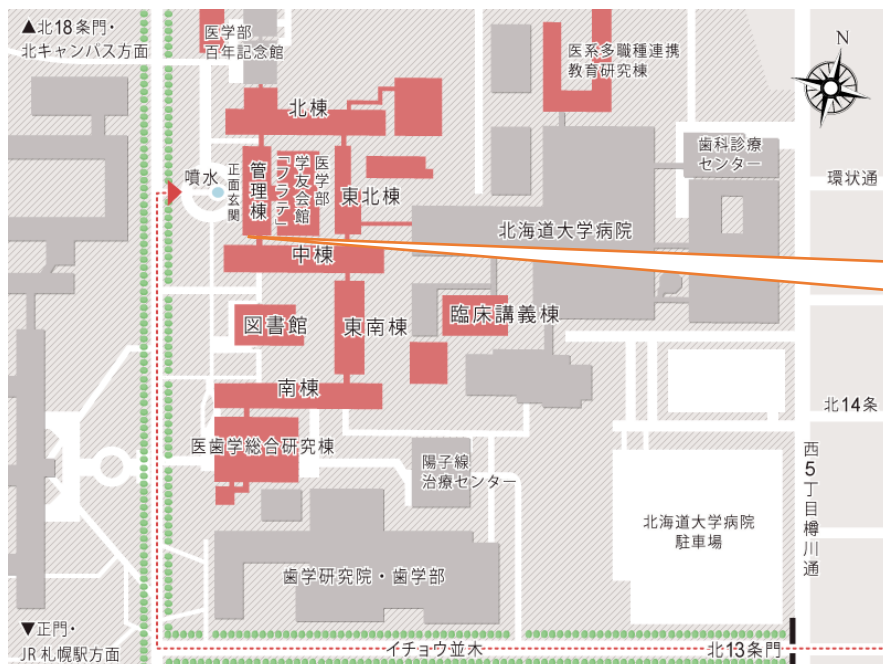 ▲北18条門・
北キャンパス方面
医学部
百年記念館
医系多職種連携
教育研究棟
N
北棟
歯科診療
センター
環状通
噴水
正面玄関
管理棟
医学部
学友会館
「フラテ」
東北棟
北海道大学病院
中棟
図書館
東南棟
臨床講義棟
南棟
北14条
医歯学総合研究棟
陽子線
治療センター
西5丁目樽川通
北海道大学病院
駐車場
歯学研究院・歯学部
▼正門・
JR札幌駅方面
イチョウ並木
北13条門